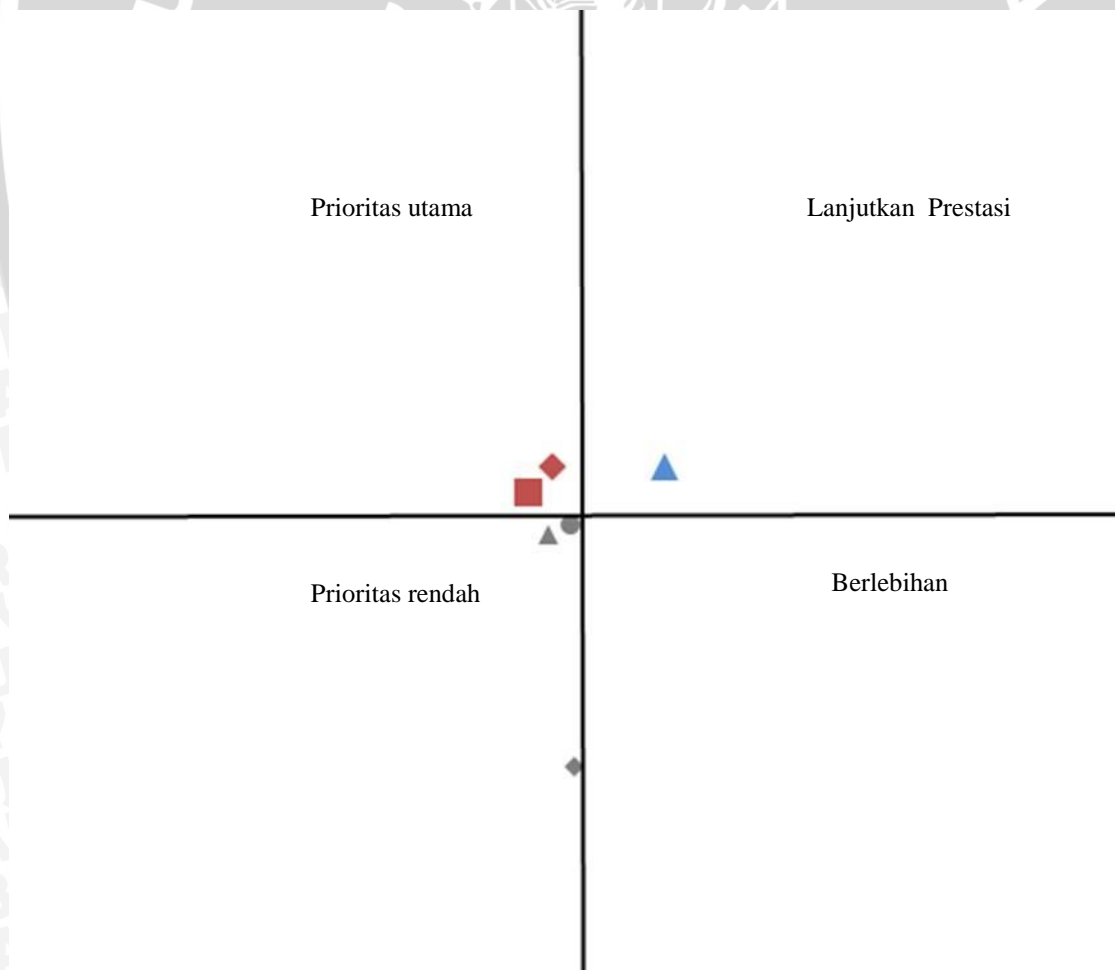 Prioritas utama
Lanjutkan Prestasi
Prioritas rendah
Berlebihan